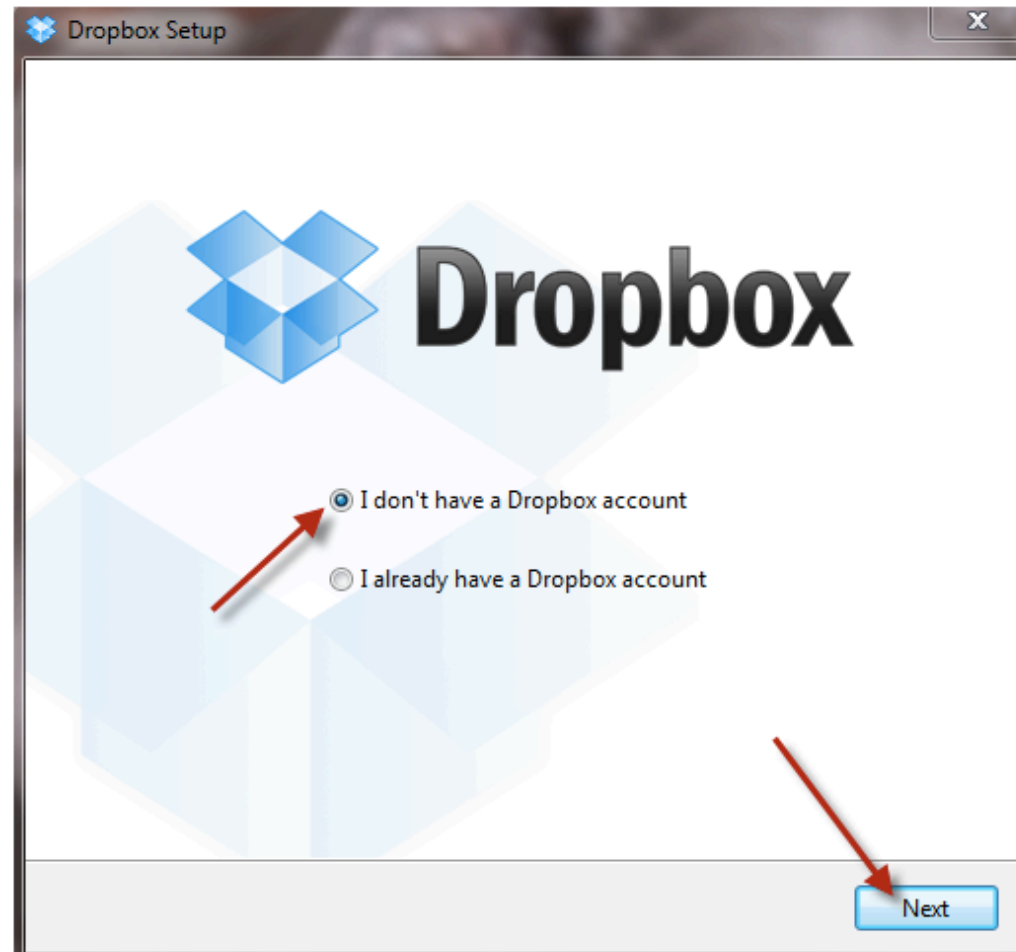 Dropbox Setup
Dropbox
I don't have a Dropbox account
I already have a Dropbox account
Next